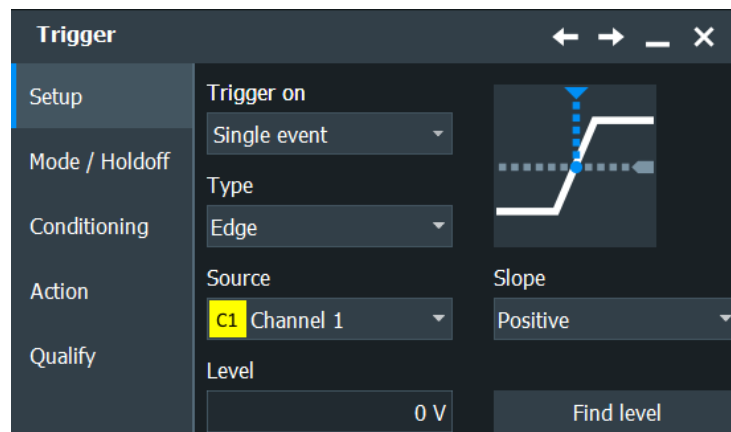 Trigger
Setup
Mode / Holdoff
Conditioning
Action
Qualify
Trigger on
Single event
Type
Edge
Source
C1 Channel 1
Slope
Positive
Level
0 V
Find level